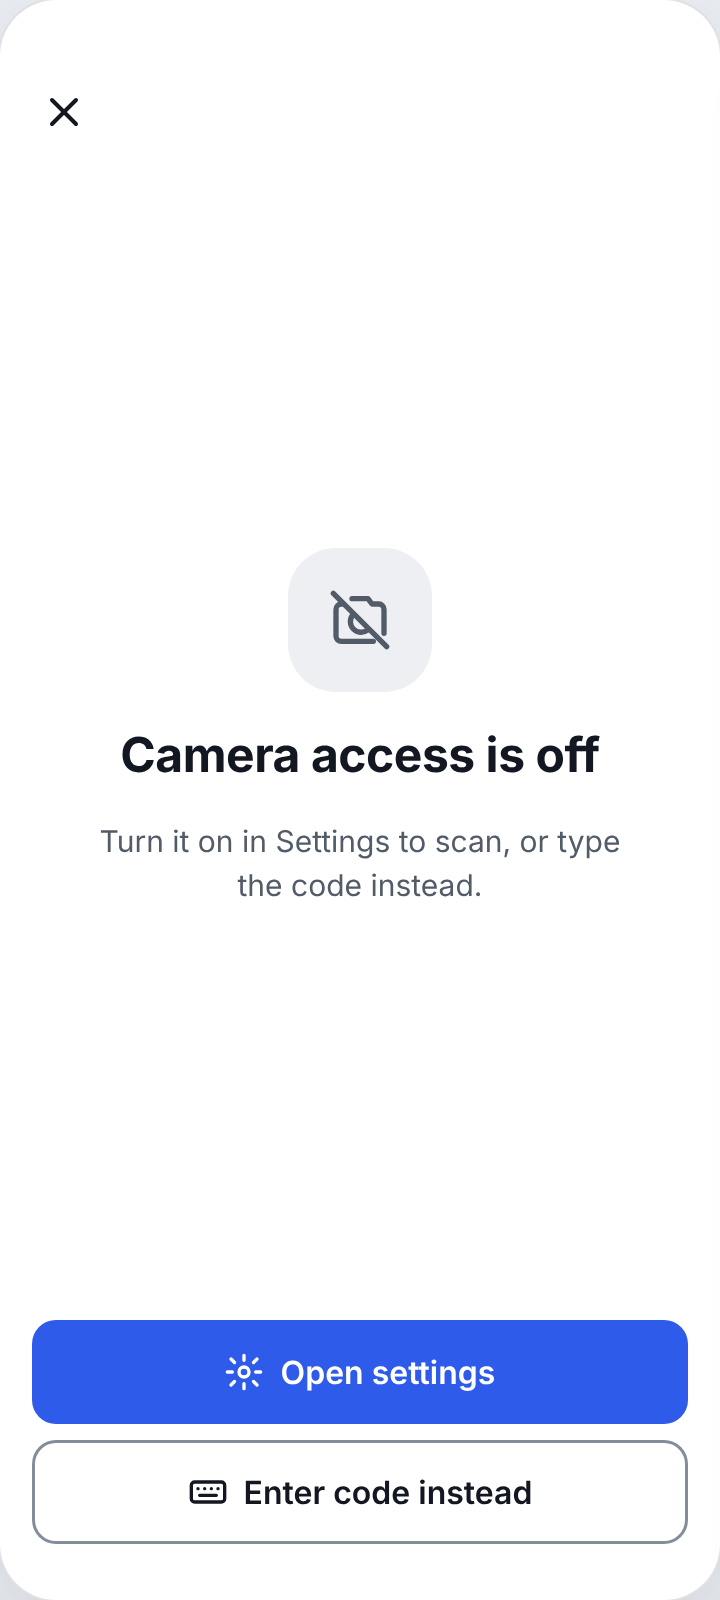 Camera access is off
Turn it on in Settings to scan, or type
the code instead.
Open settings
Enter code instead